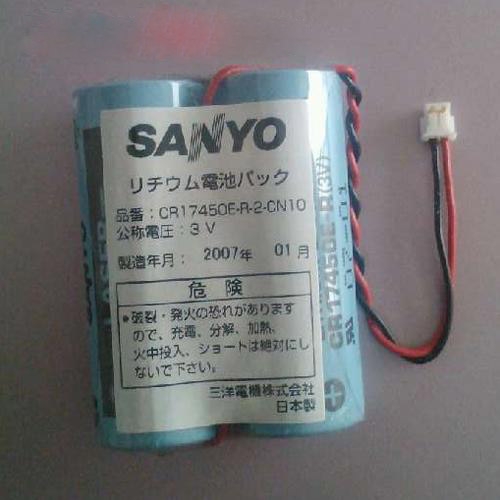 SANYO
リチウム電池パック
品番：CR17450E-R-2-CN10
公称電圧：3V
製造年月： 2007年 01月
危険
•破裂・発火の恐れがあります
ので、充電、分解、加熱、
火中投入、ショートは絶対にし
ないで下さい。
三洋電機株式会社
日本製
LASER
CR17450E-R(3V)